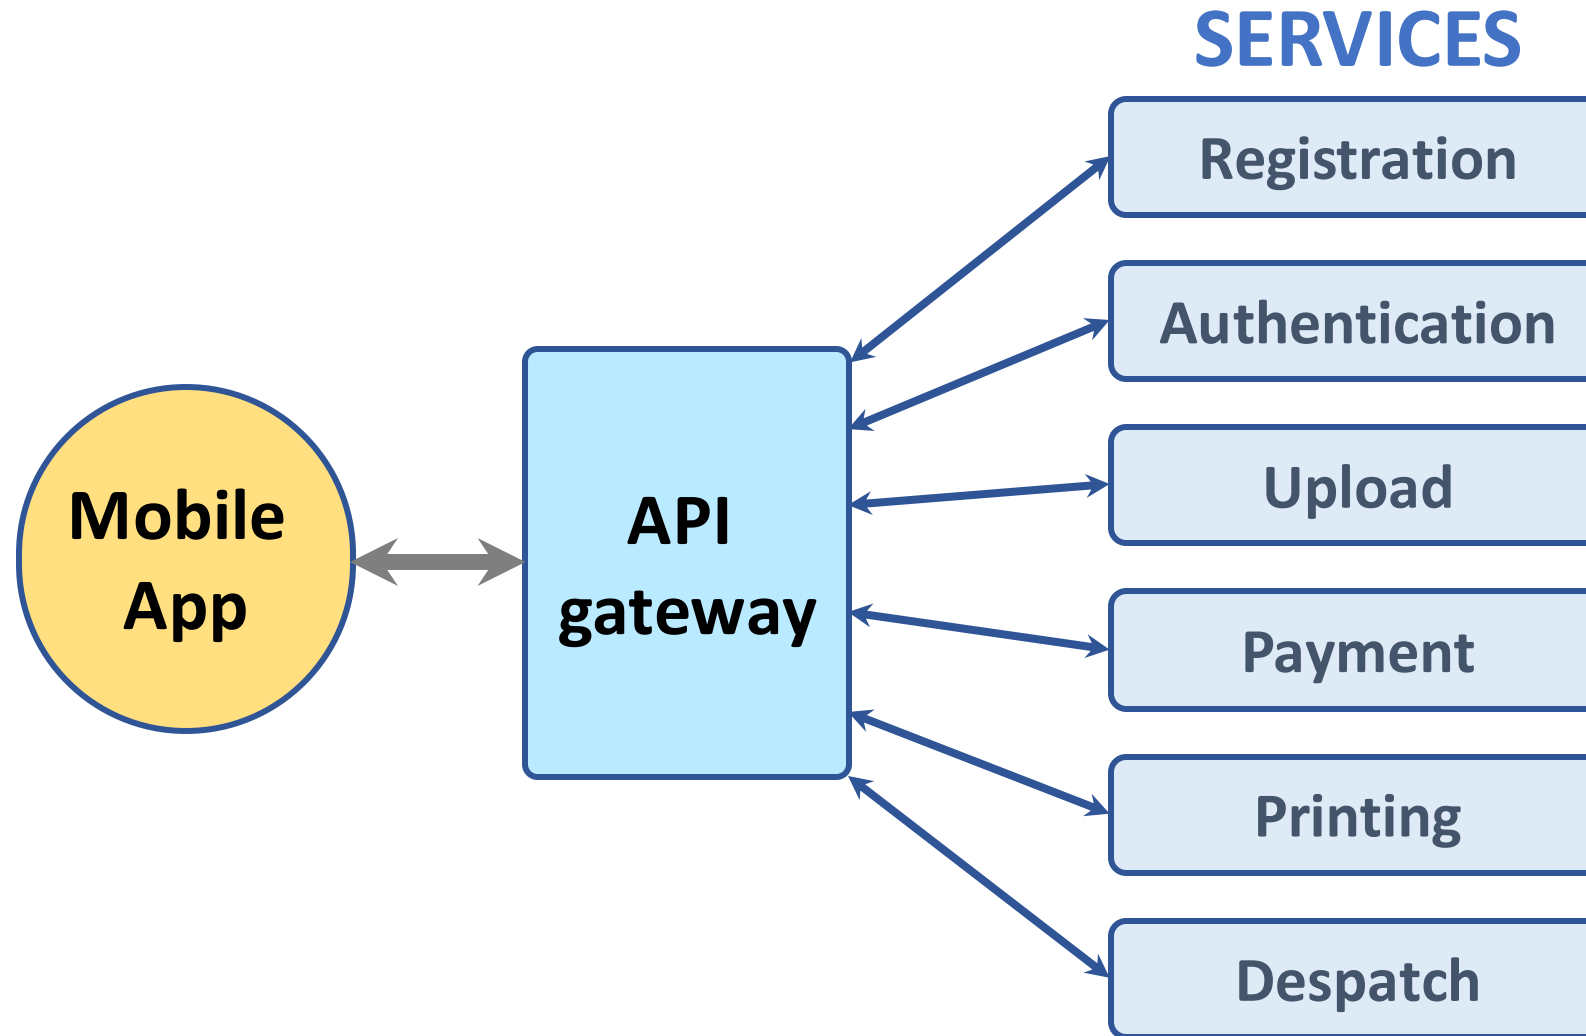 SERVICES
Registration
Authentication
Upload
Mobile
App
API
gateway
Payment
Printing
Despatch